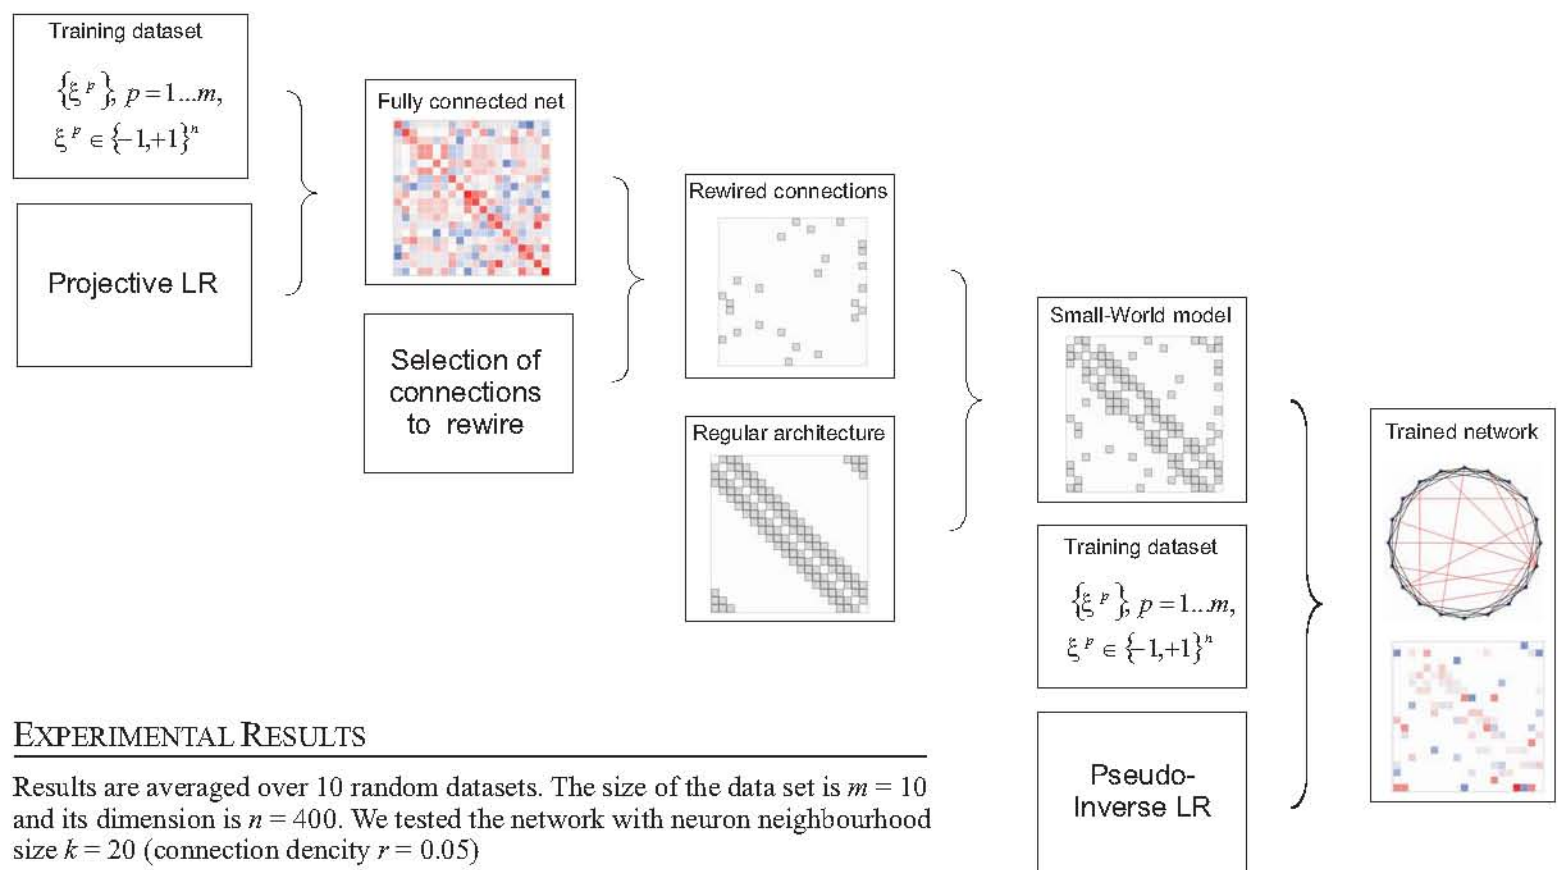 Training dataset
{ξ^p}, p = 1...m,
ξ^p ∈ {-1,+1}^n
Projective LR
Fully connected net
Selection of
connections
to rewire
Rewired connections
Regular architecture
Small-World model
Training dataset
{ξ^p}, p = 1...m,
ξ^p ∈ {-1,+1}^n
Pseudo-
Inverse LR
Trained network
EXPERIMENTAL RESULTS
Results are averaged over 10 random datasets. The size of the data set is m = 10
and its dimension is n = 400. We tested the network with neuron neighbourhood
size k = 20 (connection dencity r = 0.05)